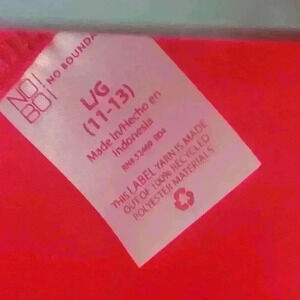 NO!
BO!
NO BOUNDA
L/G
(11-13)
Made in/Hecho en
Indonesia
THIS LABEL YARN IS MADE
OUT OF 100% RECYCLED
POLYESTER MATERIALS